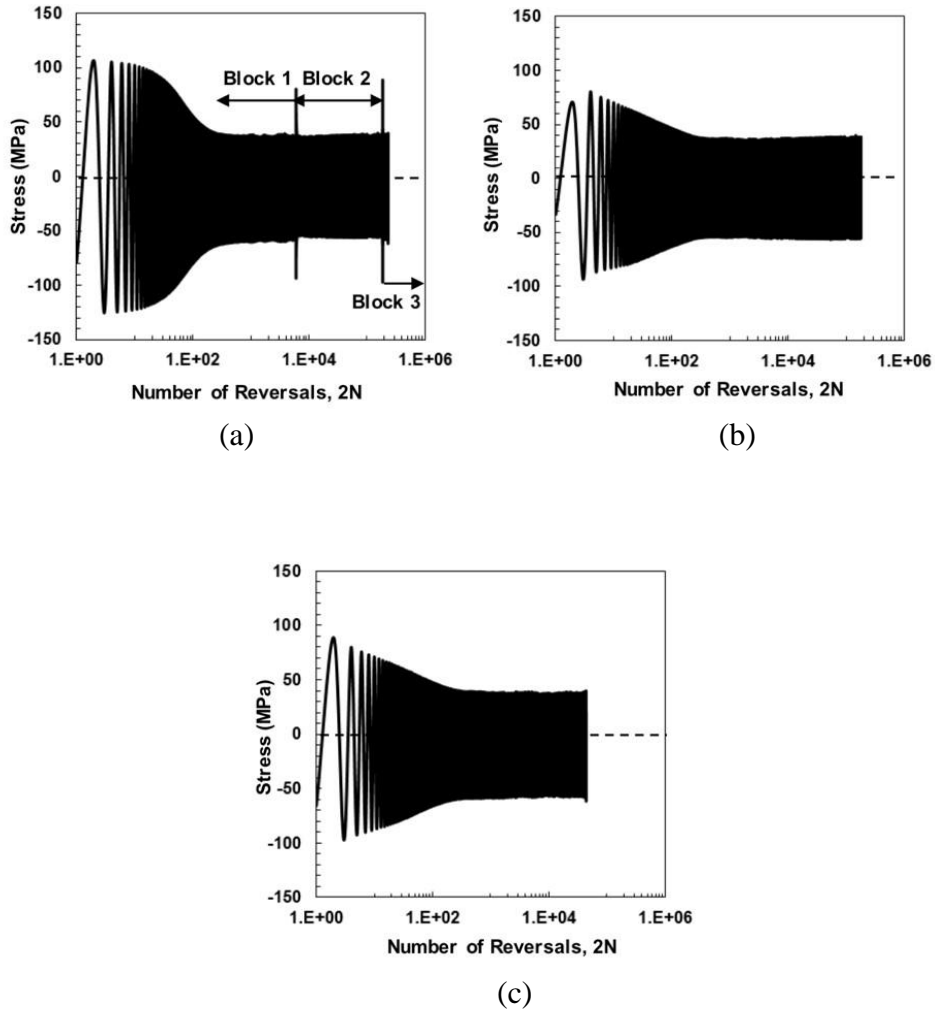 150
100
50
0
-50
-100
-150
Stress (MPa)
Block 1
Block 2
Block 3
1.E+00
1.E+02
1.E+04
1.E+06
Number of Reversals, 2N
(a)
150
100
50
0
-50
-100
-150
Stress (MPa)
1.E+00
1.E+02
1.E+04
1.E+06
Number of Reversals, 2N
(b)
150
100
50
0
-50
-100
-150
Stress (MPa)
1.E+00
1.E+02
1.E+04
1.E+06
Number of Reversals, 2N
(c)